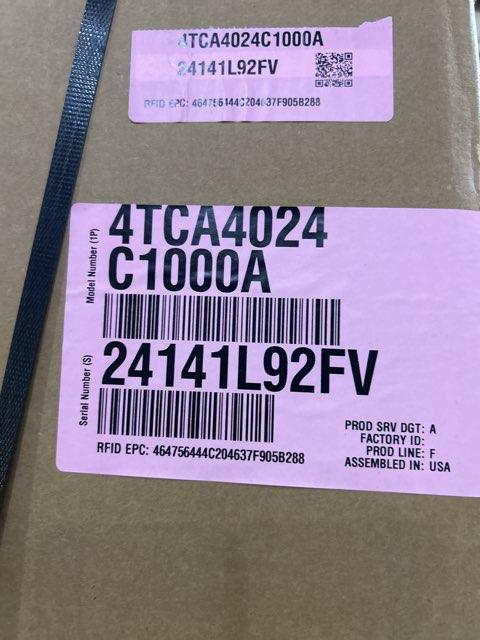 4TCA4024C1000A
24141L92FV
RFID EPC: 464756444C204637F905B288
Model Number (1P)
4TCA4024
C1000A
Serial Number (S)
24141L92FV
RFID EPC: 464756444C204637F905B288
PROD SRV DGT: A
FACTORY ID:
PROD LINE: F
ASSEMBLED IN: USA